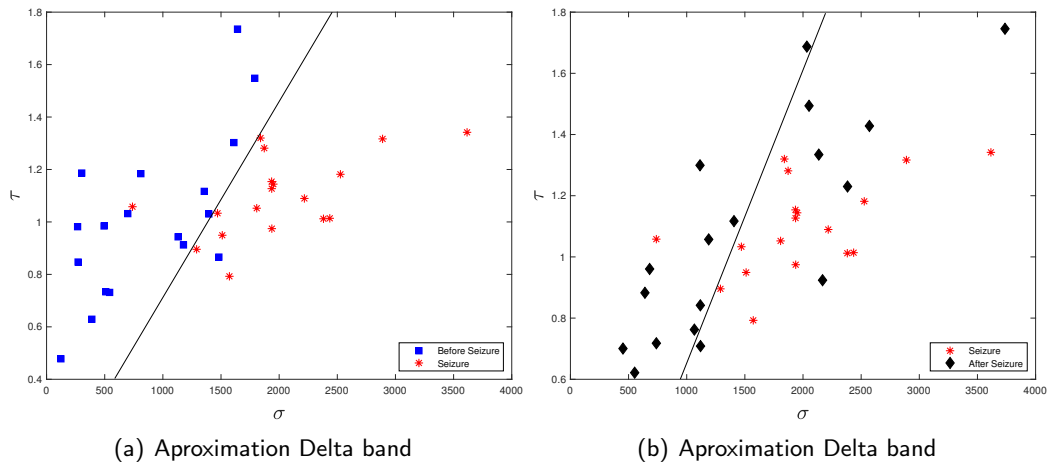 1.8
1.6
1.4
1.2
1
0.8
0.6
0.4
τ
0 500 1000 1500 2000 2500 3000 3500 4000
σ
Before Seizure
Seizure
(a) Aproximation Delta band
1.8
1.6
1.4
1.2
1
0.8
0.6
τ
0 500 1000 1500 2000 2500 3000 3500 4000
σ
Seizure
After Seizure
(b) Aproximation Delta band